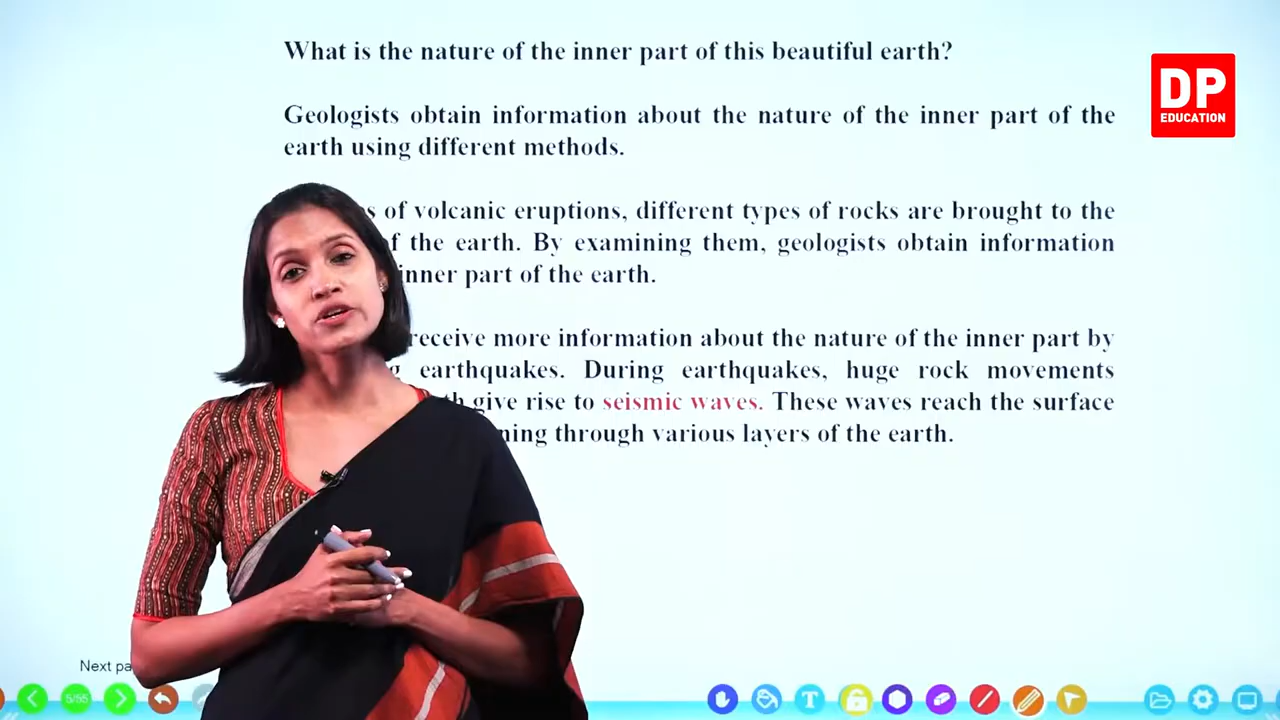 What is the nature of the inner part of this beautiful earth?
DP
EDUCATION
Geologists obtain information about the nature of the inner part of the
earth using different methods.
of volcanic eruptions, different types of rocks are brought to the
of the earth. By examining them, geologists obtain information
inner part of the earth.
receive more information about the nature of the inner part by
earthquakes. During earthquakes, huge rock movements
give rise to seismic waves. These waves reach the surface
through various layers of the earth.
Next
5/55
T